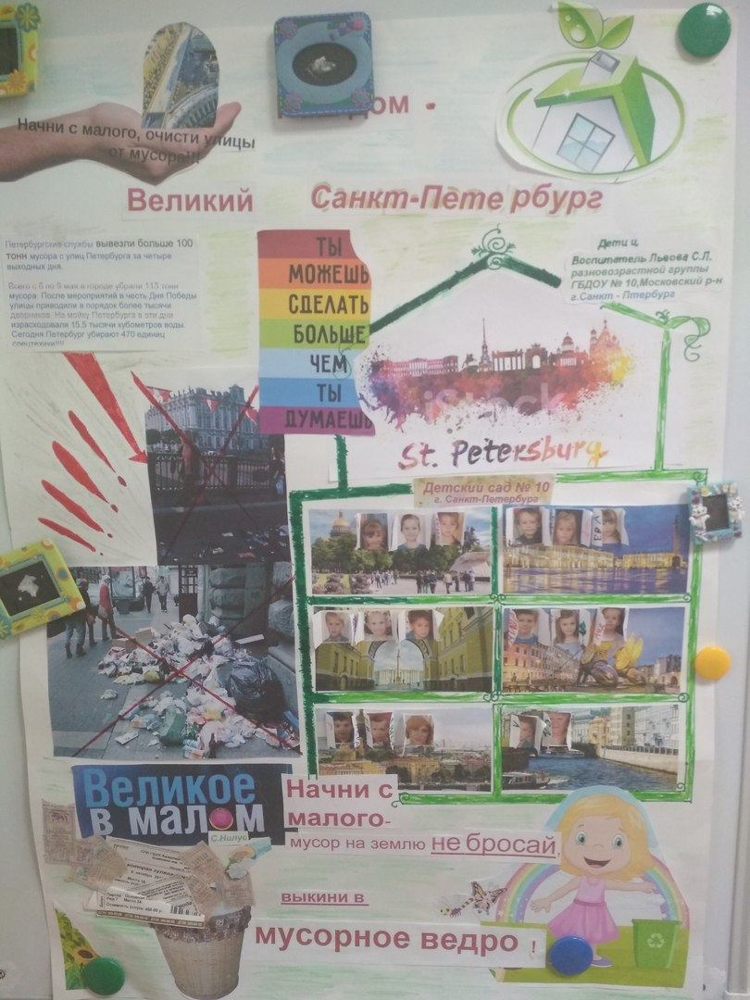 Начни с малого, очисти улицы
от мусора!!!
дом -
Великий Санкт-Пете рбург
Петербургские службы вывезли больше 100
тонн мусора с улиц Петербурга за четыре
выходных дня.
Всего с 6 по 9 мая в городе убрали 113 тонн
мусора. После мероприятий в честь Дня Победы
улицы приводили в порядок более тысячи
дворников. На мойку Петербурга в эти дни
израсходовали 15,5 тысячи кубометров воды.
Сегодня Петербург убирают 470 единиц
спецтехики!!!!
ТЫ
МОЖЕШЬ
СДЕЛАТЬ
БОЛЬШЕ
ЧЕМ
ТЫ
ДУМАЕШЬ
Дети и,
Воспитатель Львова С.Л.
разновозрастной группы
ГБДОУ № 10,Московский р-н
г.Санкт - Птербург
iStock
St. Petersburg
Детский сад № 10
г. Санкт-Петербург
Великое
в малом
С.Нилус
Начни с
малого-
мусор на землю не бросай,
выкини в
мусорное ведро !